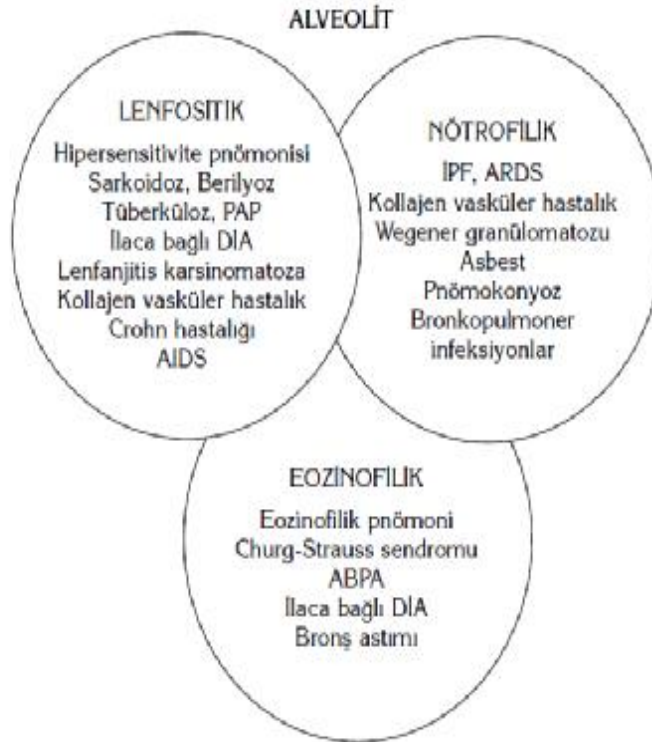 ALVEOLİT
LENFOSİTİK
Hipersensitivite pnömonisi
Sarkoidoz, Berilyoz
Tüberküloz, PAP
İlaca bağlı DİA
Lenfanjitis karsinomatoza
Kollajen vasküler hastalık
Crohn hastalığı
AIDS
NÖTROFİLİK
İPF, ARDS
Kollajen vasküler hastalık
Wegener granülomatozu
Asbest
Pnömokonyoz
Bronkopulmoner
infeksiyonlar
EOZİNOFİLİK
Eozinofilik pnömoni
Churg-Strauss sendromu
ABPA
İlaca bağlı DİA
Bronş astımı